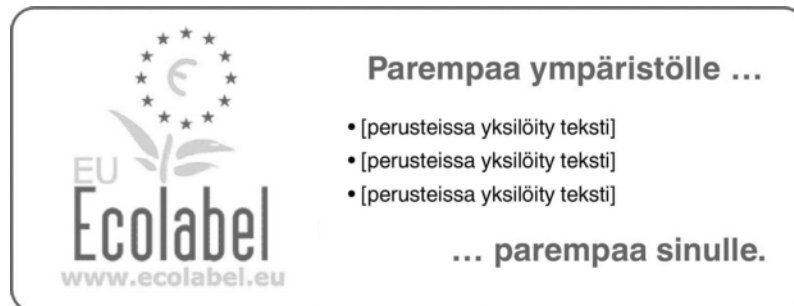 EU
Ecolabel
www.ecolabel.eu
Parempaa ympäristölle …
• [perusteissa yksilöity teksti]
• [perusteissa yksilöity teksti]
• [perusteissa yksilöity teksti]
… parempaa sinulle.